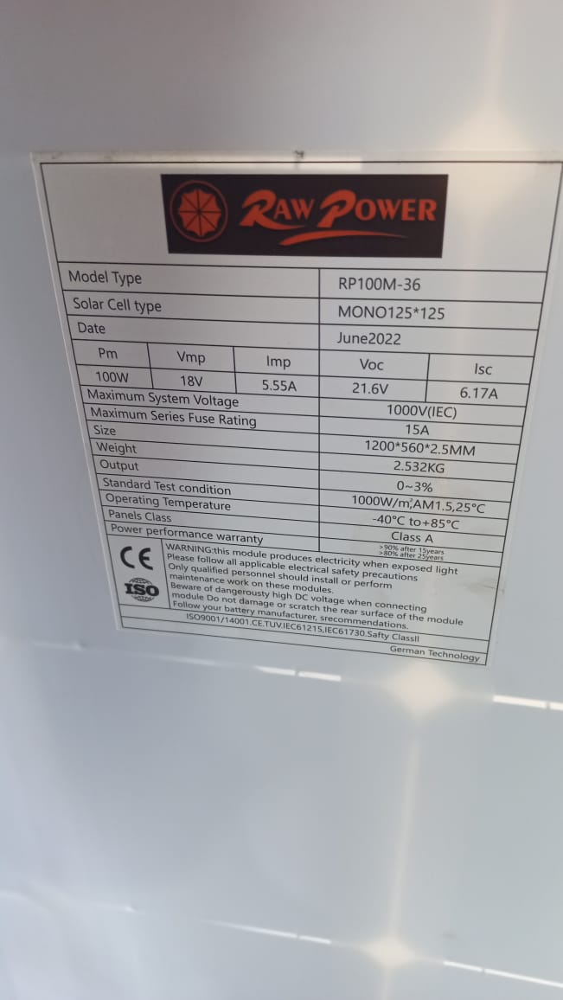 RAW POWER
Model Type RP100M-36
Solar Cell type MONO125*125
Date June2022
Pm Vmp Imp Voc Isc
100W 18V 5.55A 21.6V 6.17A
Maximum System Voltage 1000V(IEC)
Maximum Series Fuse Rating 15A
Size 1200*560*2.5MM
Weight 2.532KG
Output 0~3%
Standard Test condition 1000W/m²,AM1.5,25°C
Operating Temperature -40°C to+85°C
Panels Class Class A
Power performance warranty >90% after 15years
>80% after 25years
CE
ISO
WARNING:this module produces electricity when exposed light
Please follow all applicable electrical safety precautions
Only qualified personnel should install or perform
maintenance work on these modules.
Beware of dangerousty high DC voltage when connecting
module Do not damage or scratch the rear surface of the module
Follow your battery manufacturer, srecommendations.
ISO9001/14001.CE,TUV,IEC61215,IEC61730.Safty ClassII
German Technology